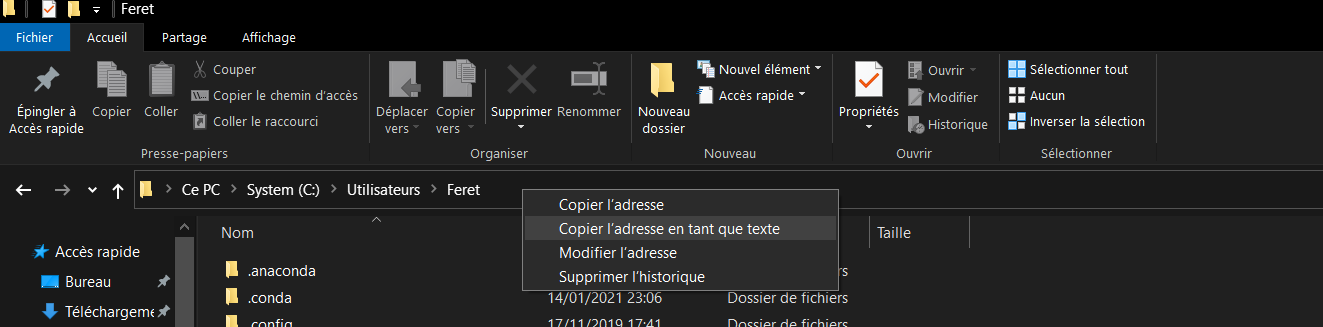 Feret
Fichier Accueil Partage Affichage
Épingler à Accès rapide
Copier
Coller
Couper
Copier le chemin d'accès
Coller le raccourci
Presse-papiers
Déplacer vers
Copier vers
Supprimer
Renommer
Organiser
Nouveau dossier
Nouvel élément
Accès rapide
Nouveau
Propriétés
Ouvrir
Modifier
Historique
Ouvrir
Sélectionner tout
Aucun
Inverser la sélection
Sélectionner
Ce PC > System (C:) > Utilisateurs > Feret
Copier l'adresse
Copier l'adresse en tant que texte
Modifier l'adresse
Supprimer l'historique
Accès rapide
Bureau
Nom Taille
.anaconda
.conda 14/01/2021 23:06 Dossier de fichiers
.config 17/11/2019 17:41 Dossier de fichiers